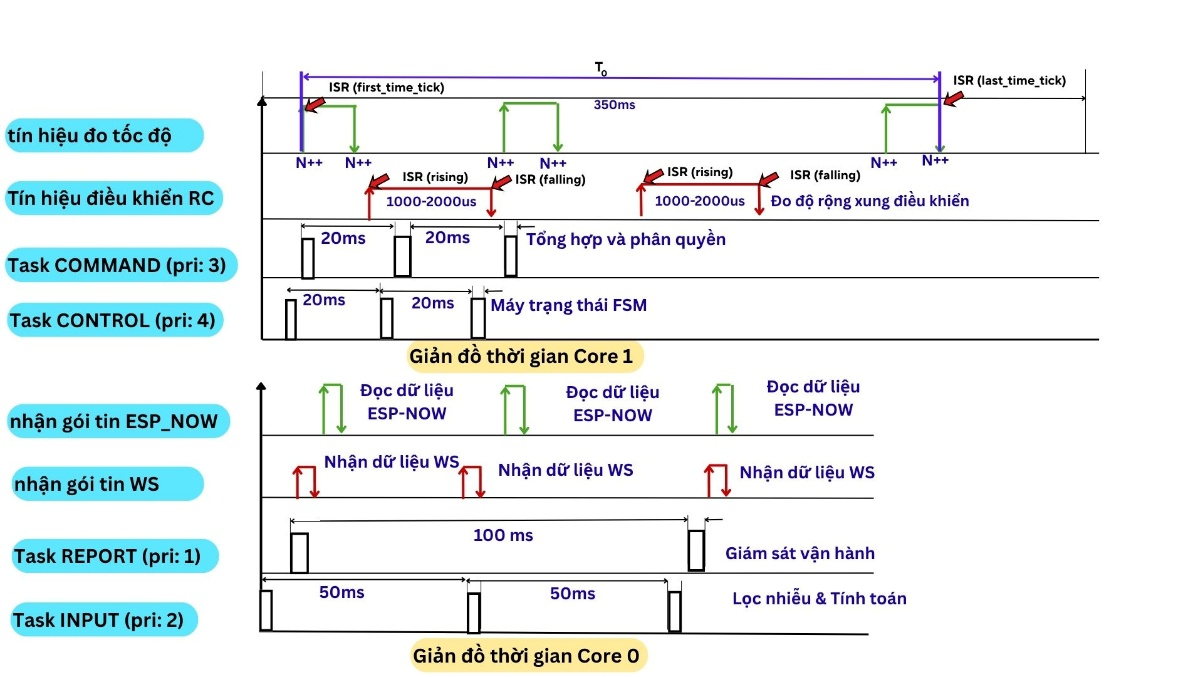 T₀
ISR (first_time_tick)
ISR (last_time_tick)
350ms
tín hiệu đo tốc độ
N++
N++
N++
N++
N++
N++
ISR (rising)
ISR (falling)
ISR (rising)
ISR (falling)
Tín hiệu điều khiển RC
1000-2000us
1000-2000us
Đo độ rộng xung điều khiển
20ms
20ms
Tổng hợp và phân quyền
Task COMMAND (pri: 3)
20ms
20ms
Máy trạng thái FSM
Task CONTROL (pri: 4)
Giản đồ thời gian Core 1
Đọc dữ liệu
ESP-NOW
Đọc dữ liệu
ESP-NOW
Đọc dữ liệu
ESP-NOW
nhận gói tin ESP_NOW
Nhận dữ liệu WS
Nhận dữ liệu WS
Nhận dữ liệu WS
nhận gói tin WS
100 ms
Giám sát vận hành
Task REPORT (pri: 1)
50ms
50ms
Lọc nhiễu & Tính toán
Task INPUT (pri: 2)
Giản đồ thời gian Core 0